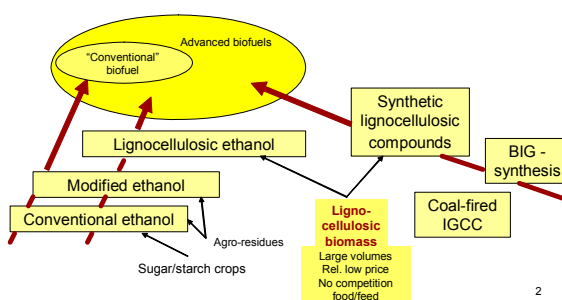 Advanced biofuels
“Conventional”
biofuel
Synthetic
lignocellulosic
compounds
Lignocellulosic ethanol
BIG -
synthesis
Modified ethanol
Coal-fired
IGCC
Conventional ethanol
Ligno-
cellulosic
biomass
Large volumes
Rel. low price
No competition
food/feed
Agro-residues
Sugar/starch crops
2